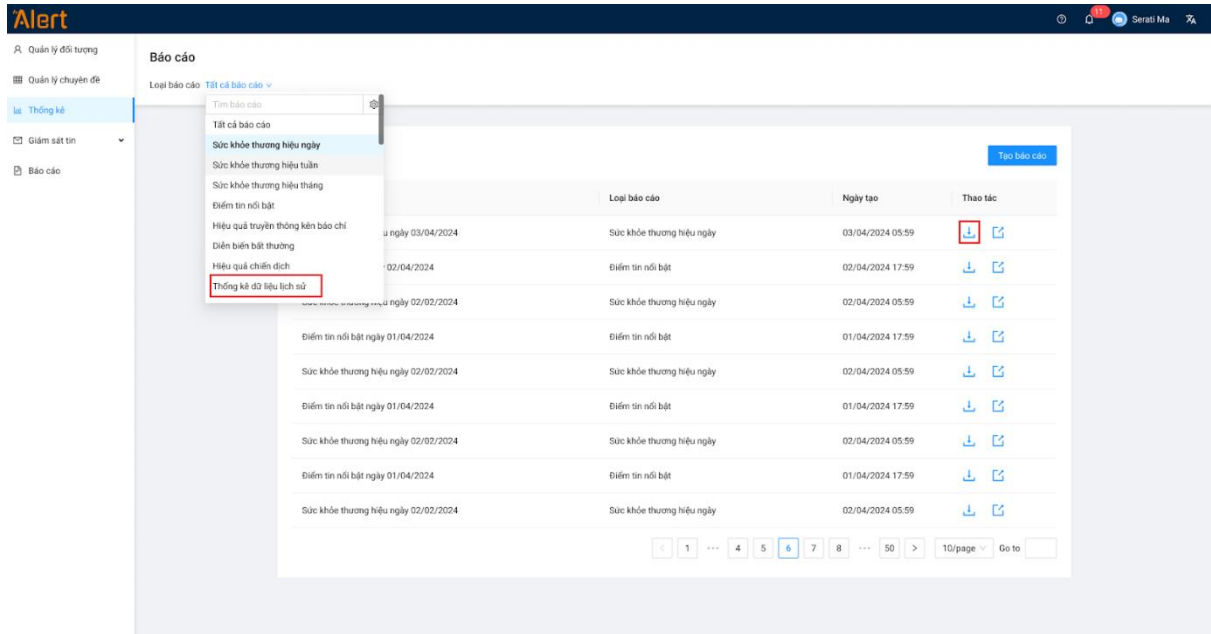 Alert
11
Serati Ma
Quản lý đối tượng
Quản lý chuyên đề
Thống kê
Giám sát tin
Báo cáo
Báo cáo
Loại báo cáo Tất cả báo cáo
Tìm báo cáo
Tất cả báo cáo
Sức khỏe thương hiệu ngày
Sức khỏe thương hiệu tuần
Sức khỏe thương hiệu tháng
Điểm tin nổi bật
Hiệu quả truyền thông kên báo chí
Diễn biến bất thường
Hiệu quả chiến dịch
Thống kê dữ liệu lịch sử
Tạo báo cáo
Loại báo cáo Ngày tạo Thao tác
u ngày 03/04/2024 Sức khỏe thương hiệu ngày 03/04/2024 05:59
02/04/2024 Điểm tin nổi bật 02/04/2024 17:59
ngày 02/02/2024 Sức khỏe thương hiệu ngày 02/04/2024 05:59
Điểm tin nổi bật ngày 01/04/2024 Điểm tin nổi bật 01/04/2024 17:59
Sức khỏe thương hiệu ngày 02/02/2024 Sức khỏe thương hiệu ngày 02/04/2024 05:59
Điểm tin nổi bật ngày 01/04/2024 Điểm tin nổi bật 01/04/2024 17:59
Sức khỏe thương hiệu ngày 02/02/2024 Sức khỏe thương hiệu ngày 02/04/2024 05:59
Điểm tin nổi bật ngày 01/04/2024 Điểm tin nổi bật 01/04/2024 17:59
Sức khỏe thương hiệu ngày 02/02/2024 Sức khỏe thương hiệu ngày 02/04/2024 05:59
< 1 ••• 4 5 6 7 8 ••• 50 > 10/page Go to